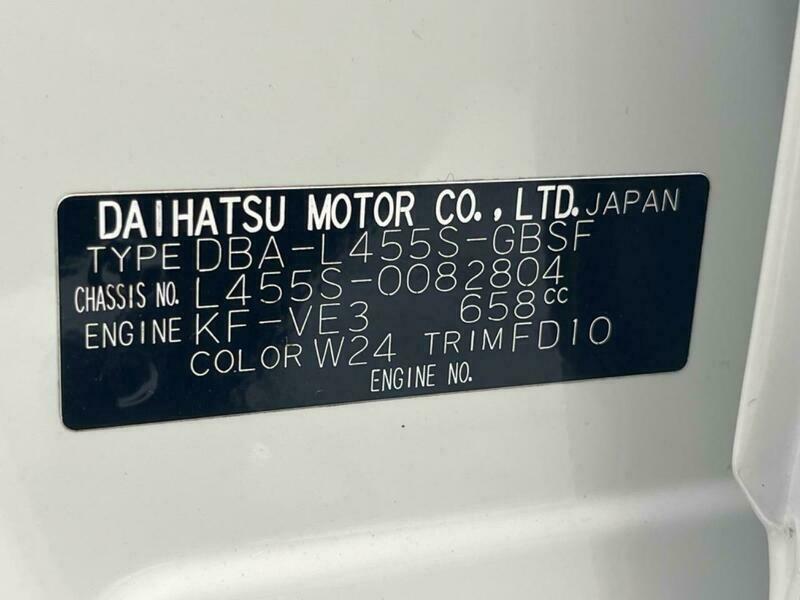 DAIHATSU MOTOR CO., LTD. JAPAN
TYPE DBA-L455S-GBSF
CHASSIS NO. L455S-0082804
ENGINE KF-VE3 658cc
COLOR W24 TRIM FD10
ENGINE NO.